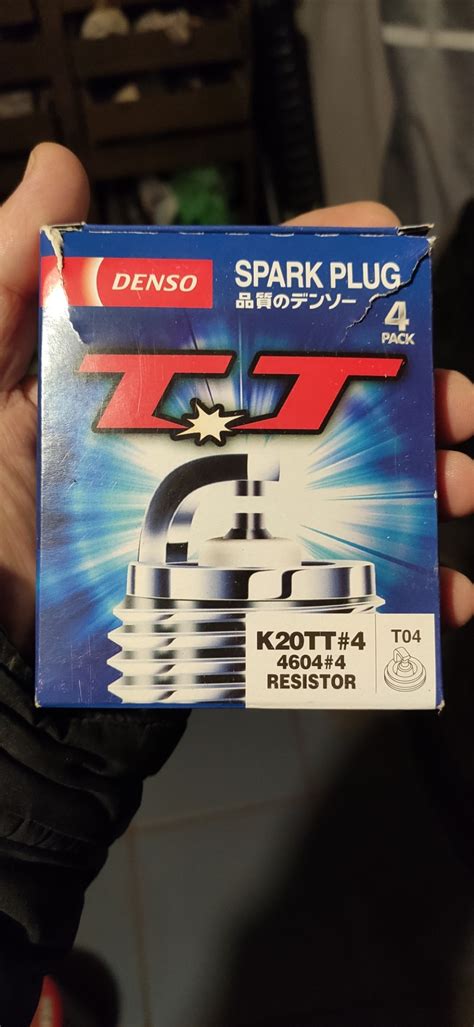 DENSO
SPARK PLUG
品質のデンソー
4
PACK
TT
K20TT#4
4604#4
RESISTOR
T04